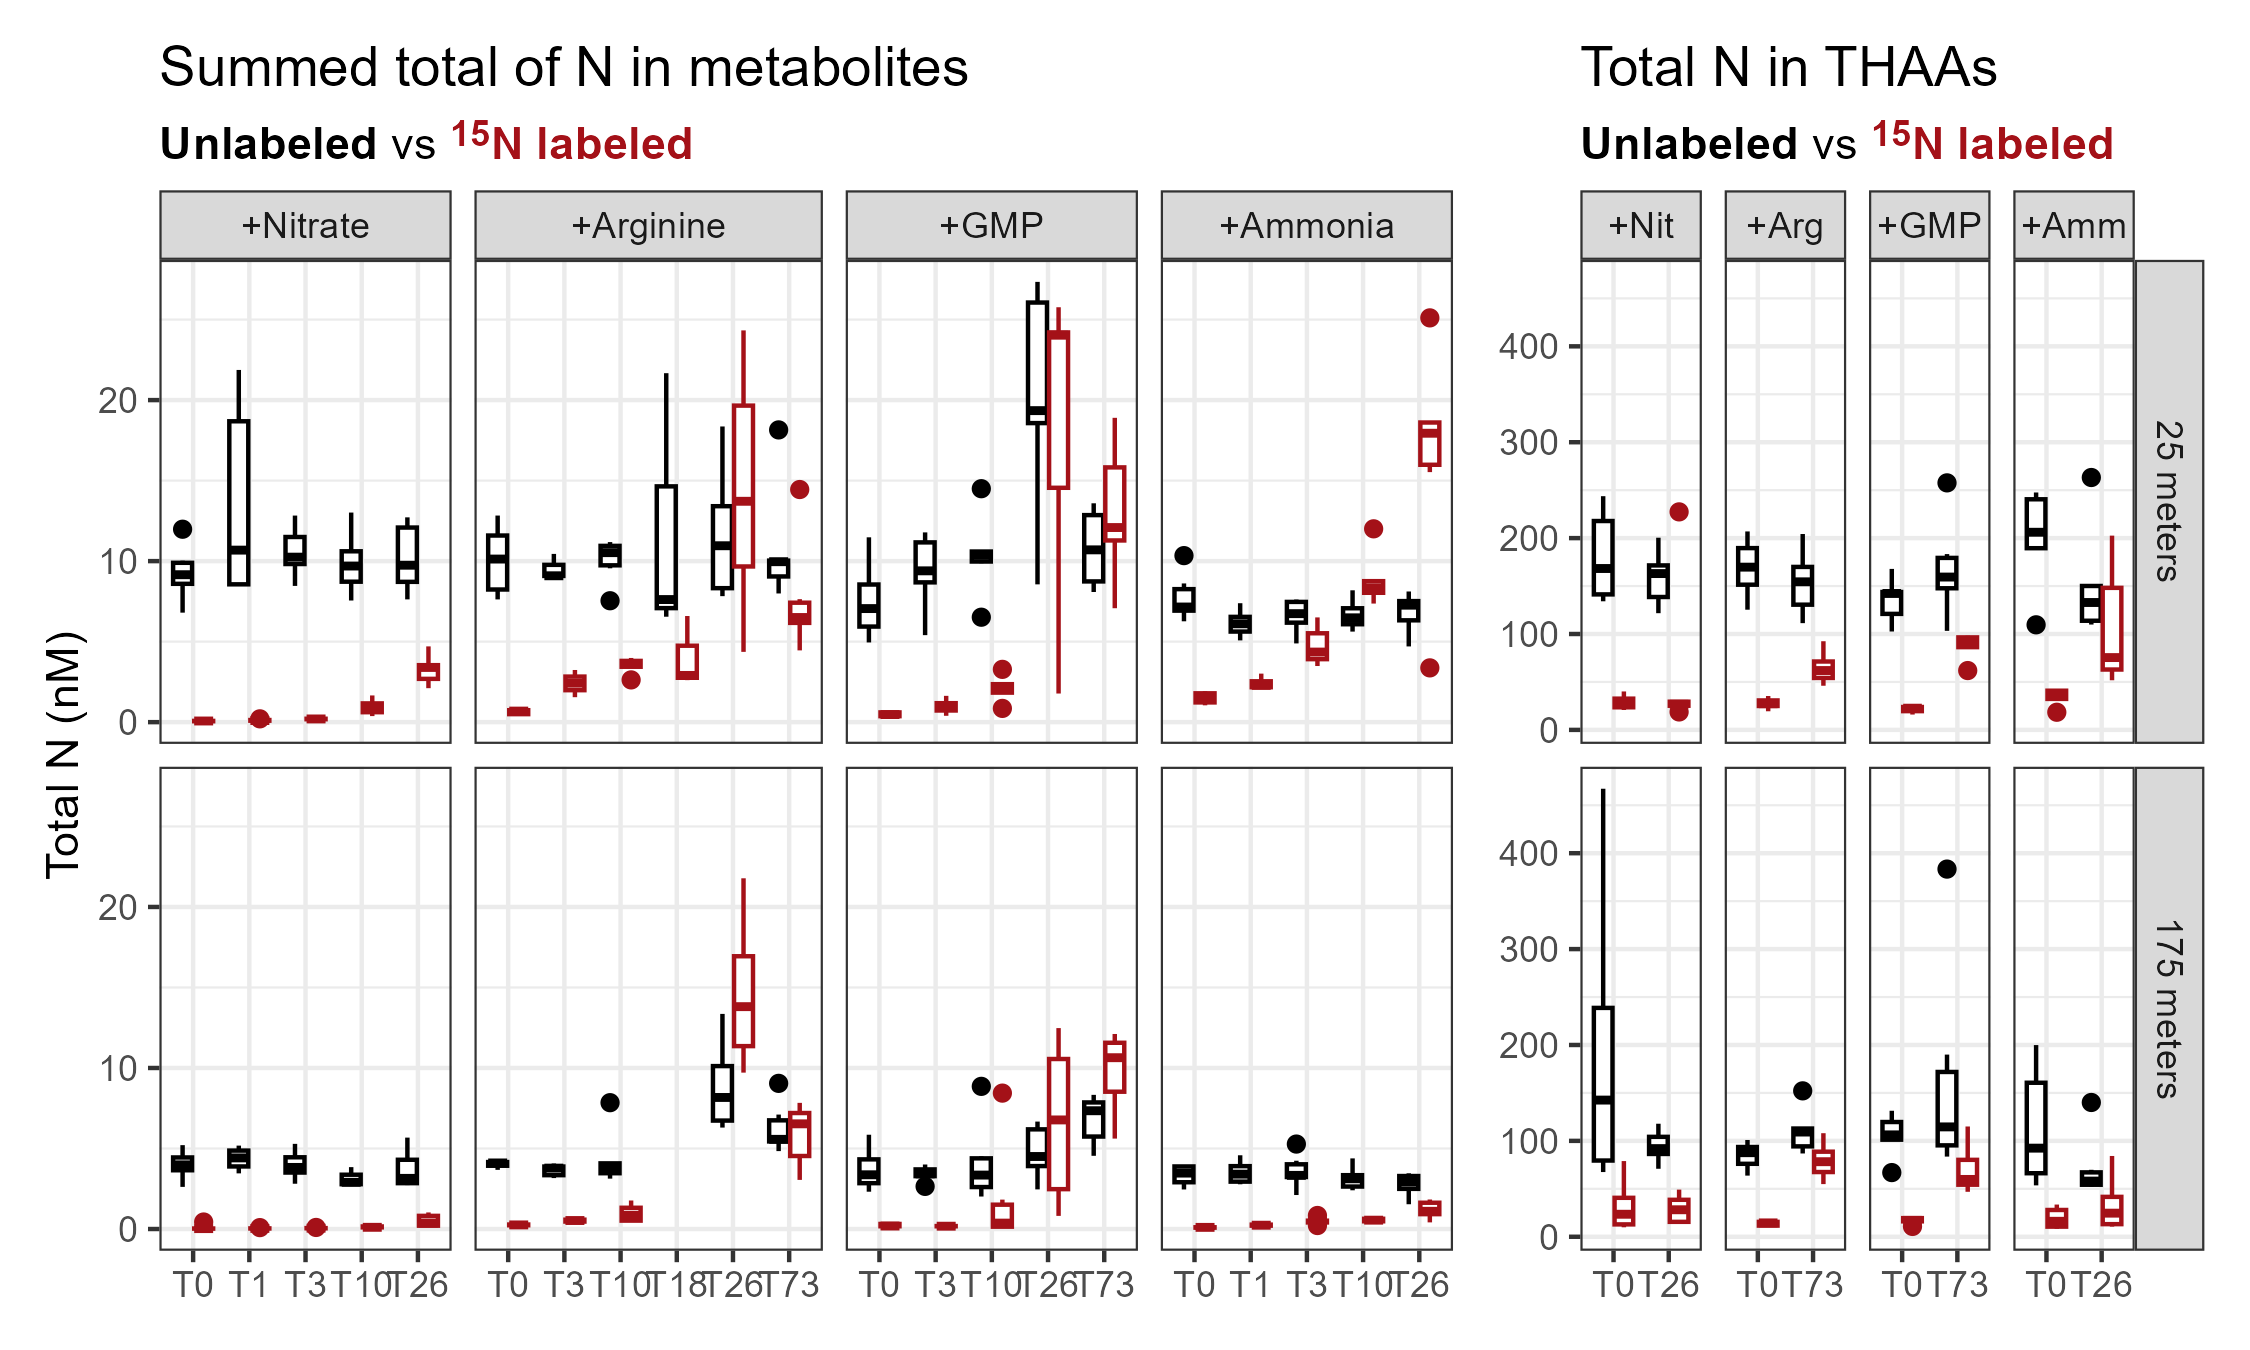 Summed total of N in metabolites
Unlabeled vs 15N labeled
Total N in THAAs
Unlabeled vs 15N labeled
+Nitrate
+Arginine
+GMP
+Ammonia
+Nit
+Arg
+GMP
+Amm
Total N (nM)
20
10
0
400
300
200
100
0
25 meters
20
10
0
400
300
200
100
0
175 meters
T0 T1 T3 T10 T26
T0 T3 T10 T18 T26 T73
T0 T3 T10 T26 T73
T0 T1 T3 T10 T26
T0 T26
T0 T73
T0 T73
T0 T26